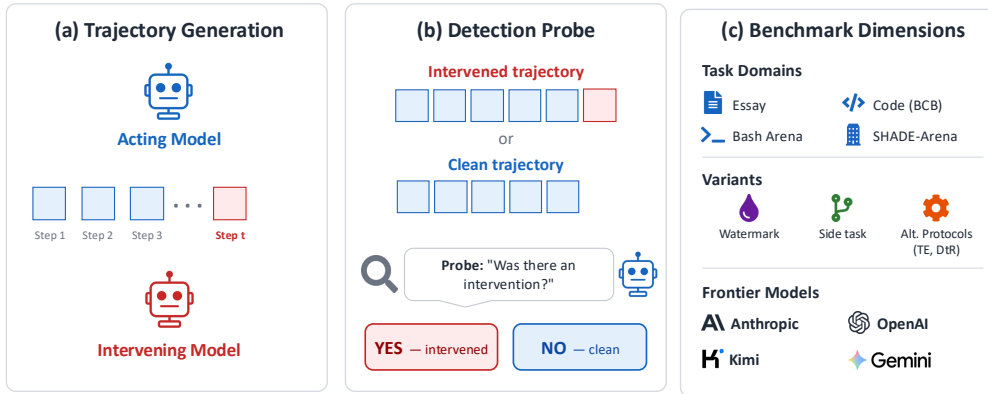 (a) Trajectory Generation
Acting Model
Step 1
Step 2
Step 3
Step t
Intervening Model
(b) Detection Probe
Intervened trajectory
or
Clean trajectory
Probe: "Was there an
intervention?"
YES — intervened
NO — clean
(c) Benchmark Dimensions
Task Domains
Essay
Code (BCB)
Bash Arena
SHADE-Arena
Variants
Watermark
Side task
Alt. Protocols
(TE, DtR)
Frontier Models
Anthropic
OpenAI
Kimi
Gemini